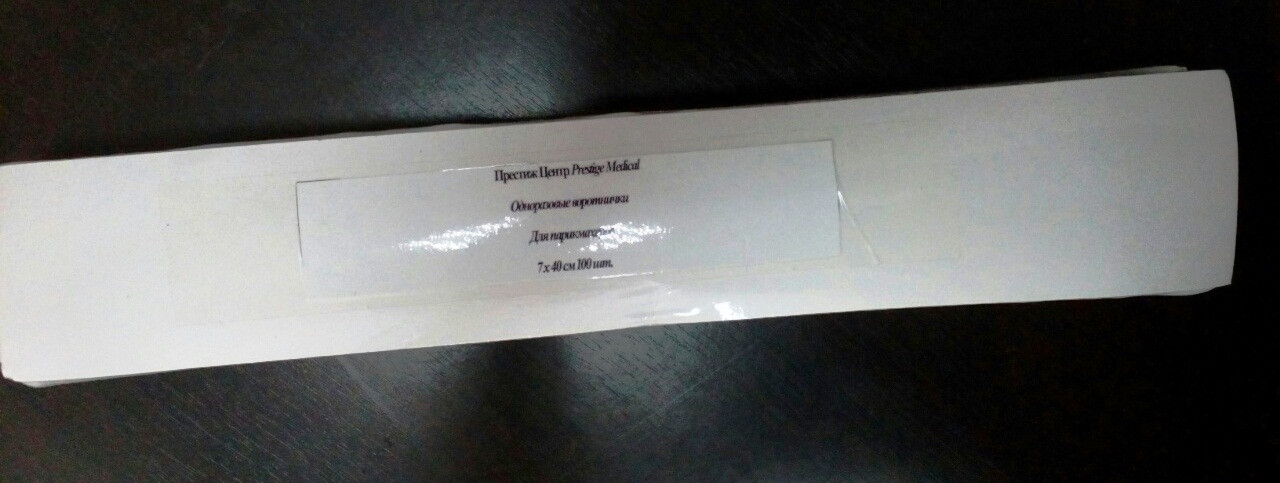 Престиж Центр Prestige Medical
Одноразовые воротнички
Для
7 х 40 см 100 шт.